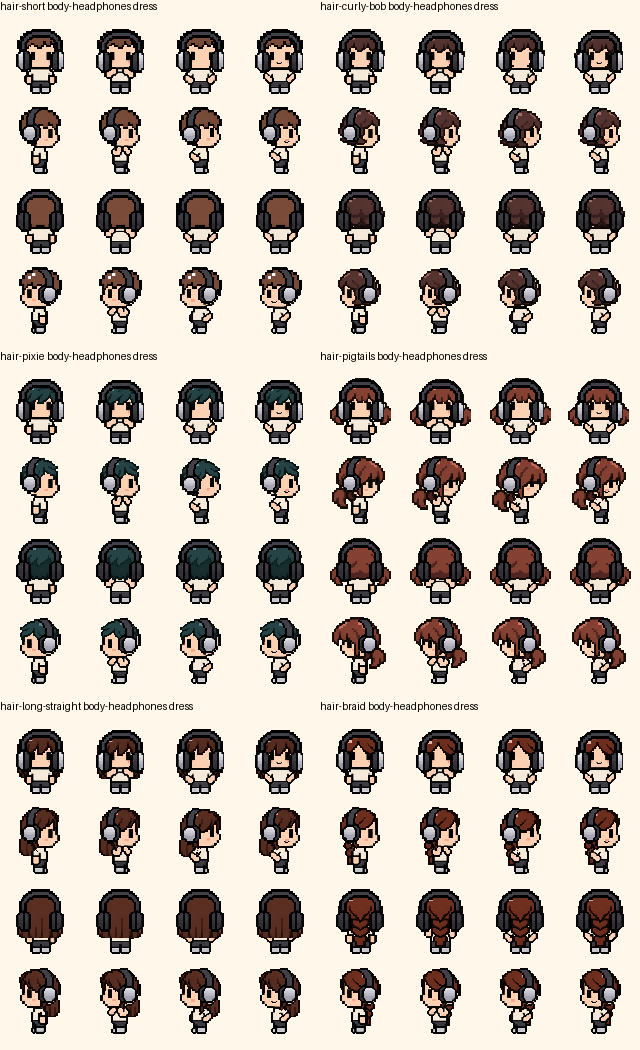 hair-short body-headphones dress
hair-curly-bob body-headphones dress
hair-pixie body-headphones dress
hair-pigtails body-headphones dress
hair-long-straight body-headphones dress
hair-braid body-headphones dress